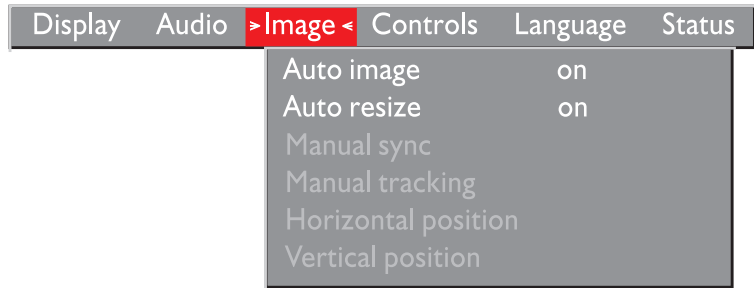 Display Audio >Image< Controls Language Status
Auto image on
Auto resize on
Manual sync
Manual tracking
Horizontal position
Vertical position